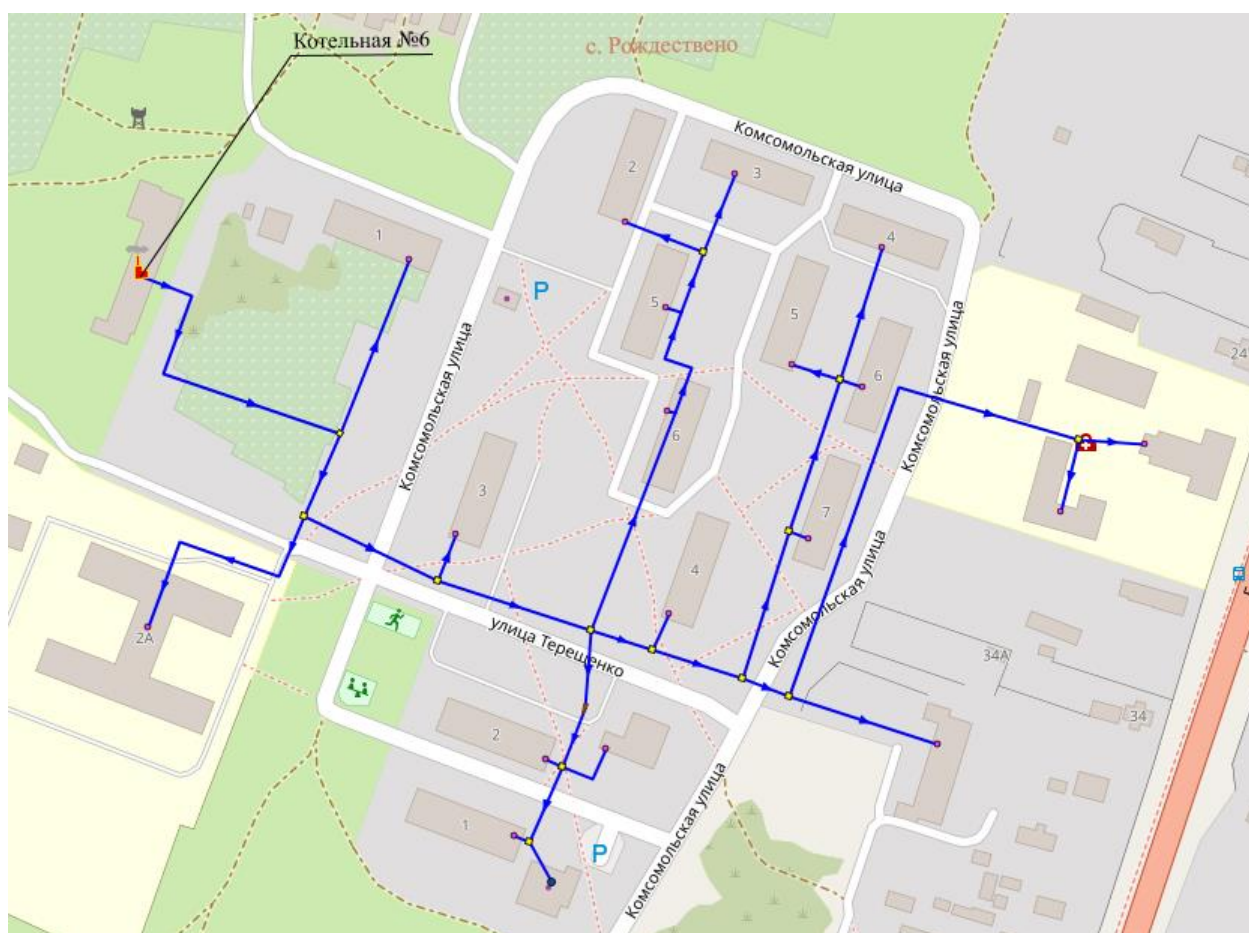 Котельная №6
с. Рождествено
Комсомольская улица
2
3
1
4
P
5
5
Комсомольская улица
Комсомольская улица
24
6
6
3
7
4
Комсомольская улица
2А
улица Терещенко
34А
34
2
1
P
Комсомольская улица